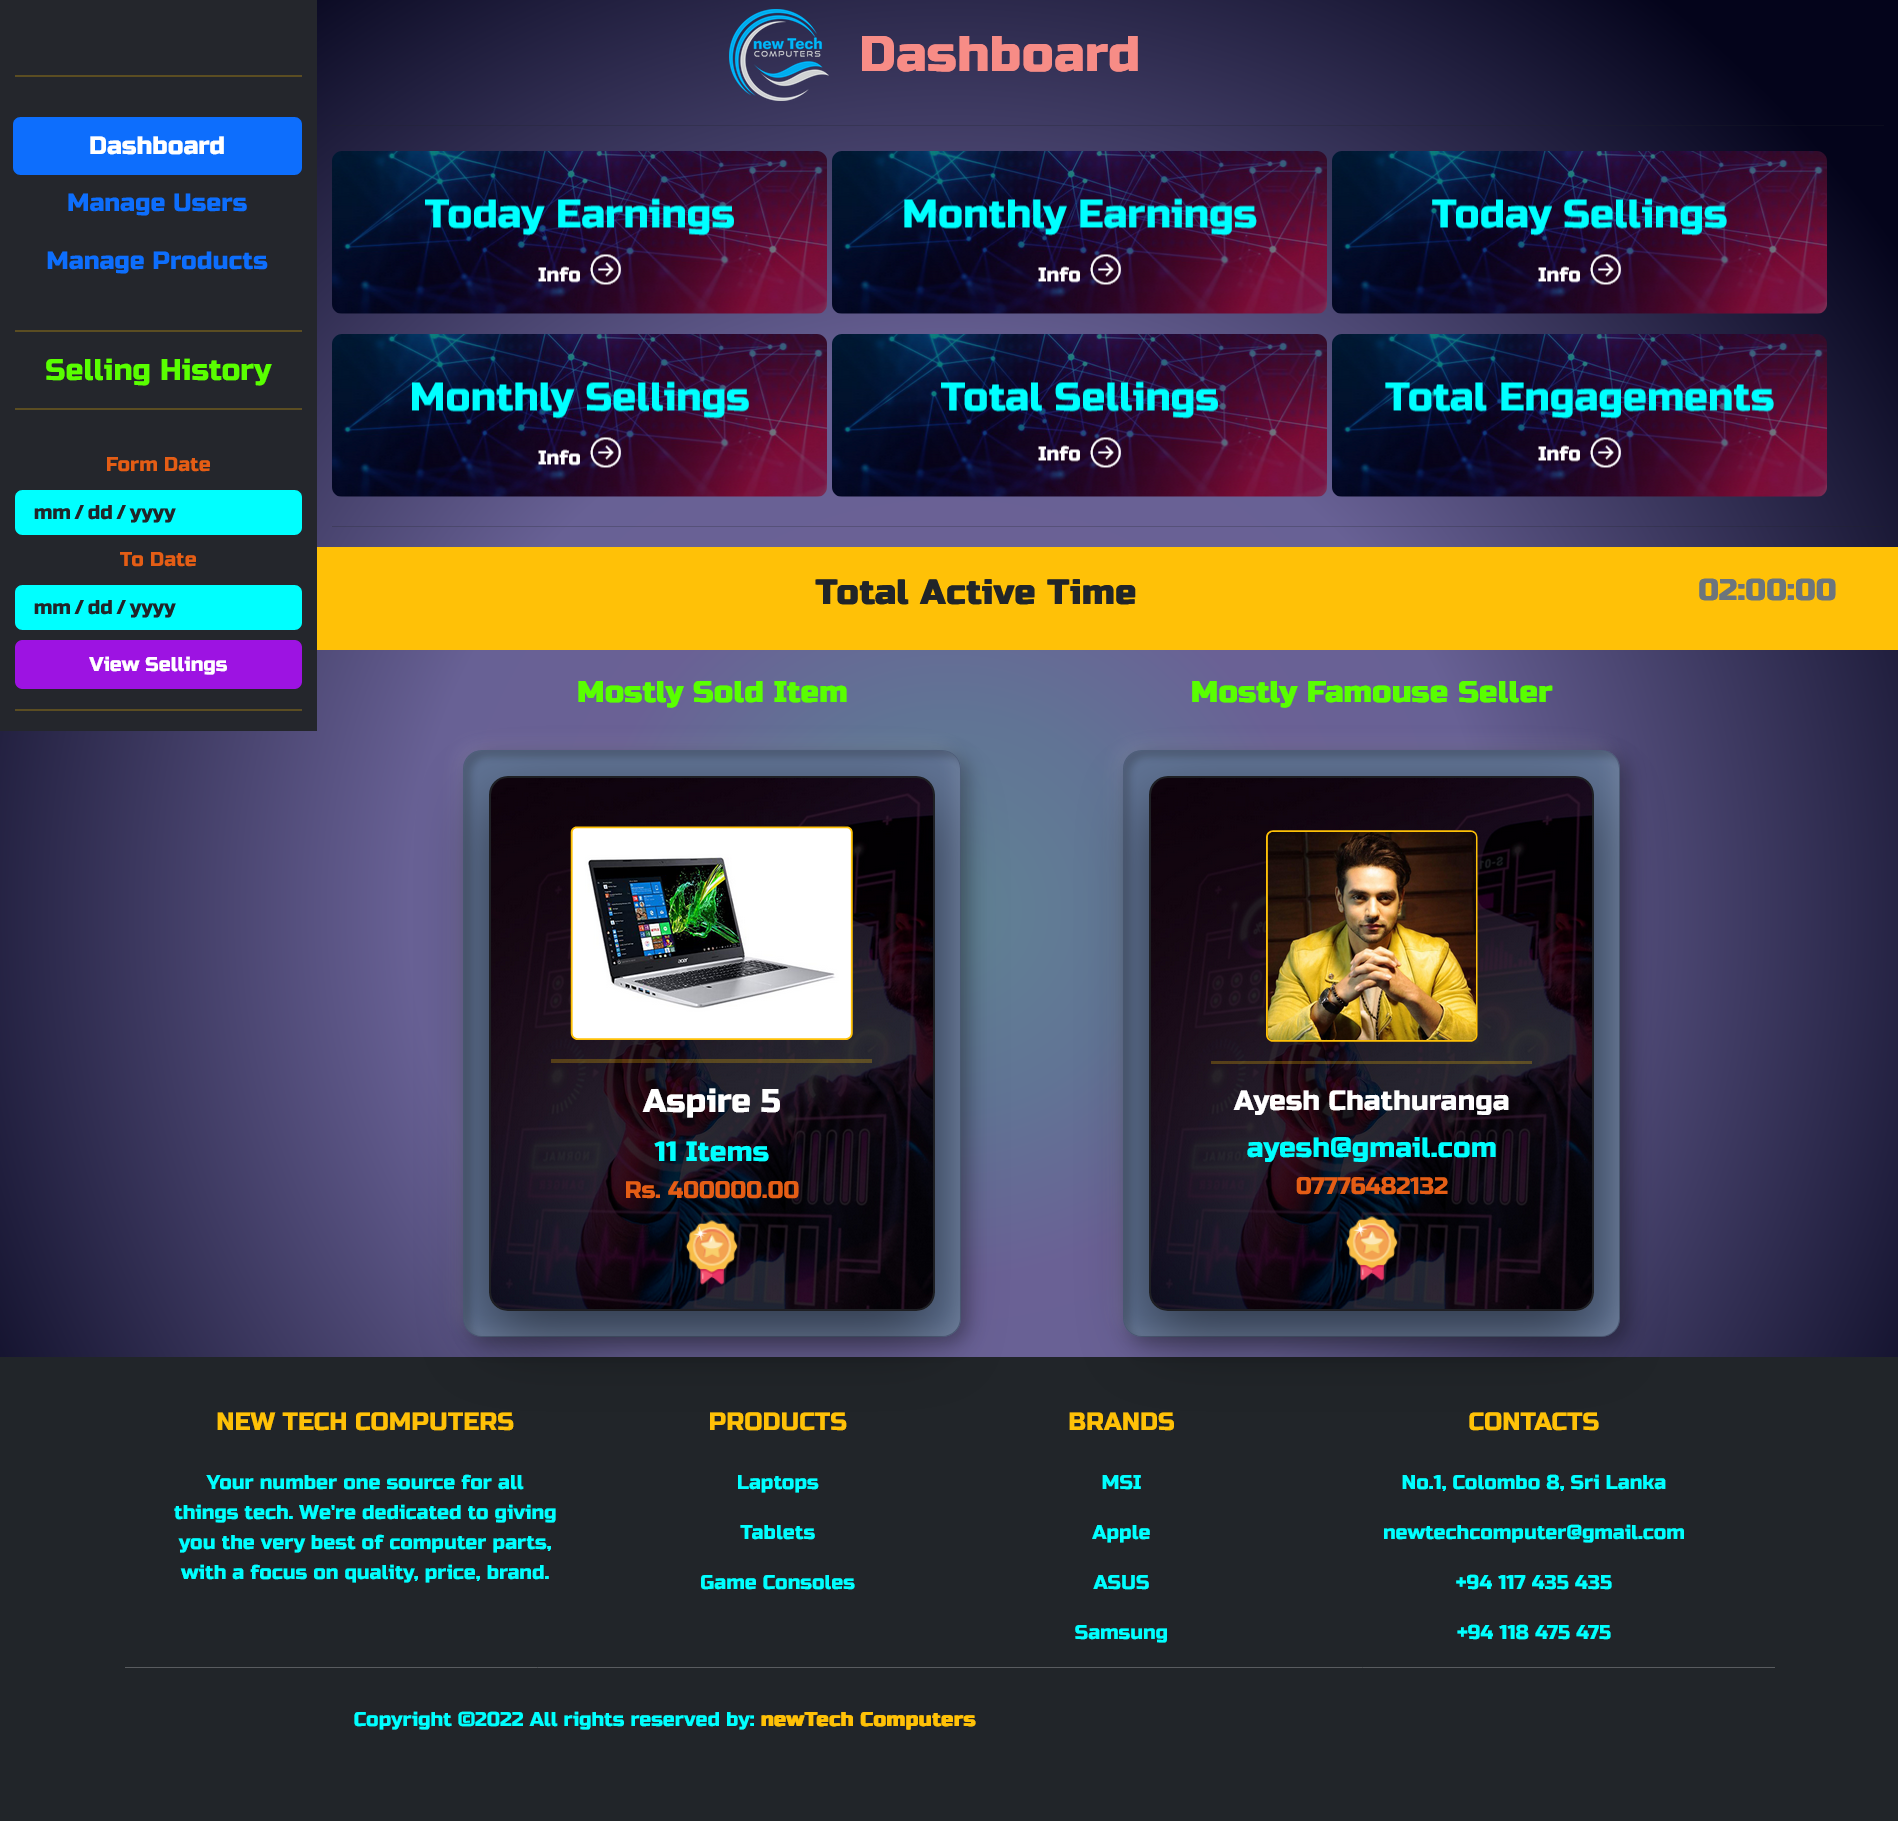 new Tech
COMPUTERS
Dashboard
Dashboard
Manage Users
Manage Products
Selling History
Form Date
mm / dd / yyyy
To Date
mm / dd / yyyy
View Sellings
Today Earnings
Info
Monthly Earnings
Info
Today Sellings
Info
Monthly Sellings
Info
Total Sellings
Info
Total Engagements
Info
Total Active Time
02:00:00
Mostly Sold Item
acer
Aspire 5
11 Items
Rs. 400000.00
Mostly Famouse Seller
Ayesh Chathuranga
ayesh@gmail.com
07776482132
NEW TECH COMPUTERS
Your number one source for all
things tech. We're dedicated to giving
you the very best of computer parts,
with a focus on quality, price, brand.
PRODUCTS
Laptops
Tablets
Game Consoles
BRANDS
MSI
Apple
ASUS
Samsung
CONTACTS
No.1, Colombo 8, Sri Lanka
newtechcomputer@gmail.com
+94 117 435 435
+94 118 475 475
Copyright ©2022 All rights reserved by: newTech Computers